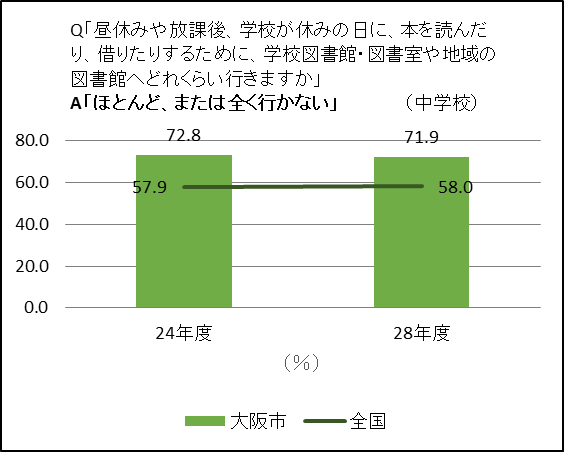 Q「昼休みや放課後、学校が休みの日に、本を読んだ
り、借りたりするために、学校図書館・図書室や地域の
図書館へどれくらい行きますか」
A「ほとんど、または全く行かない」 （中学校）
80.0
72.8
71.9
60.0
57.9
58.0
40.0
20.0
0.0
24年度
28年度
（％）
大阪市
全国